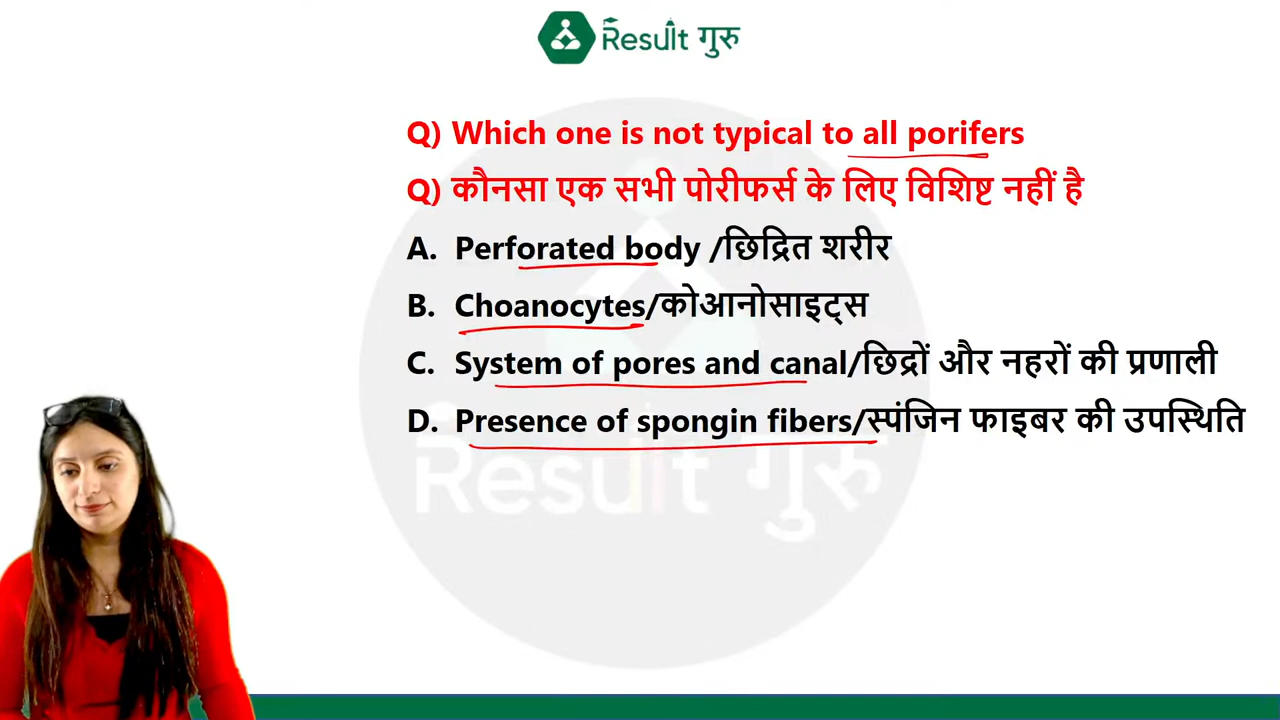 Result गुरु
Q) Which one is not typical to all porifers
Q) कौनसा एक सभी पोरीफर्स के लिए विशिष्ट नहीं है
A. Perforated body /छिद्रित शरीर
B. Choanocytes/कोआनोसाइट्स
C. System of pores and canal/छिद्रों और नहरों की प्रणाली
D. Presence of spongin fibers/स्पंजिन फाइबर की उपस्थिति
Result गुरु